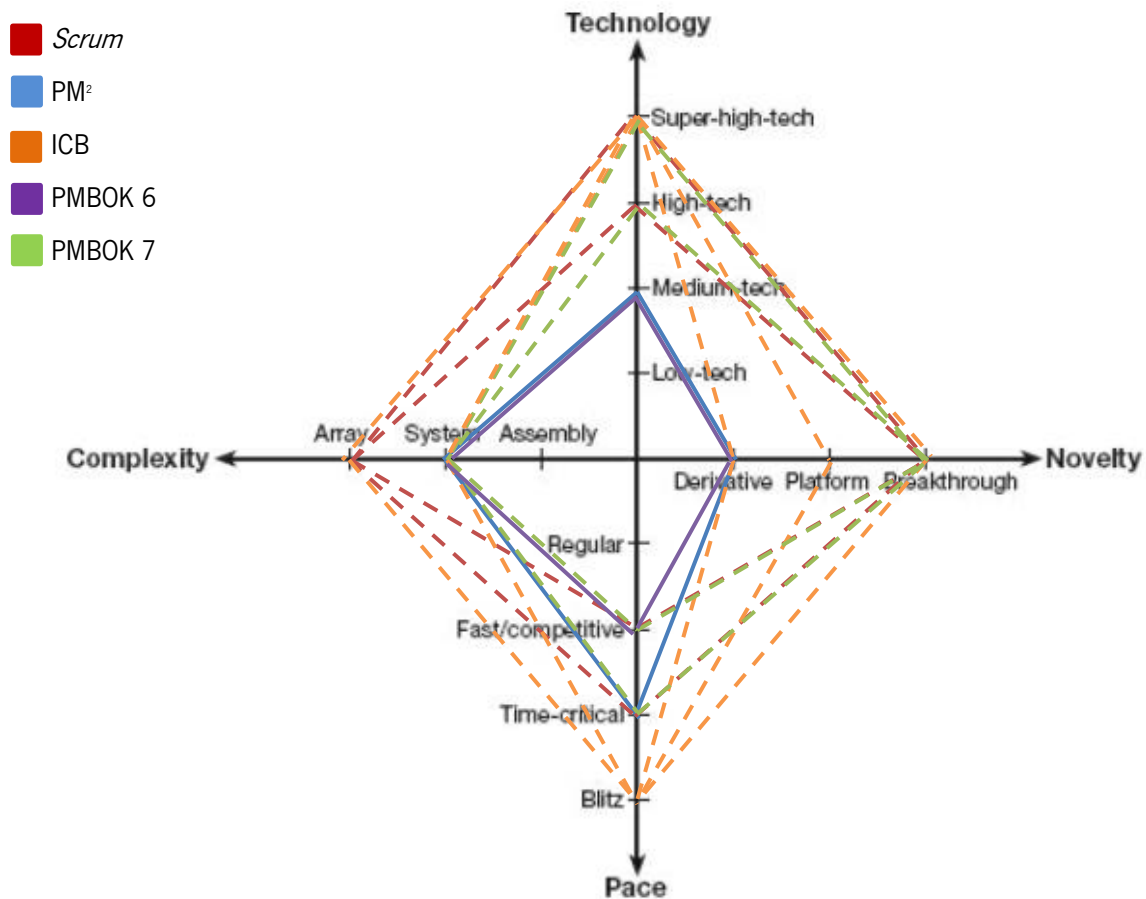 Technology
Scrum
PM²
ICB
PMBOK 6
PMBOK 7
Super-high-tech
High-tech
Medium-tech
Low-tech
Array System Assembly
Complexity Novelty
Derivative Platform Breakthrough
Regular
Fast/competitive
Time-critical
Blitz
Pace